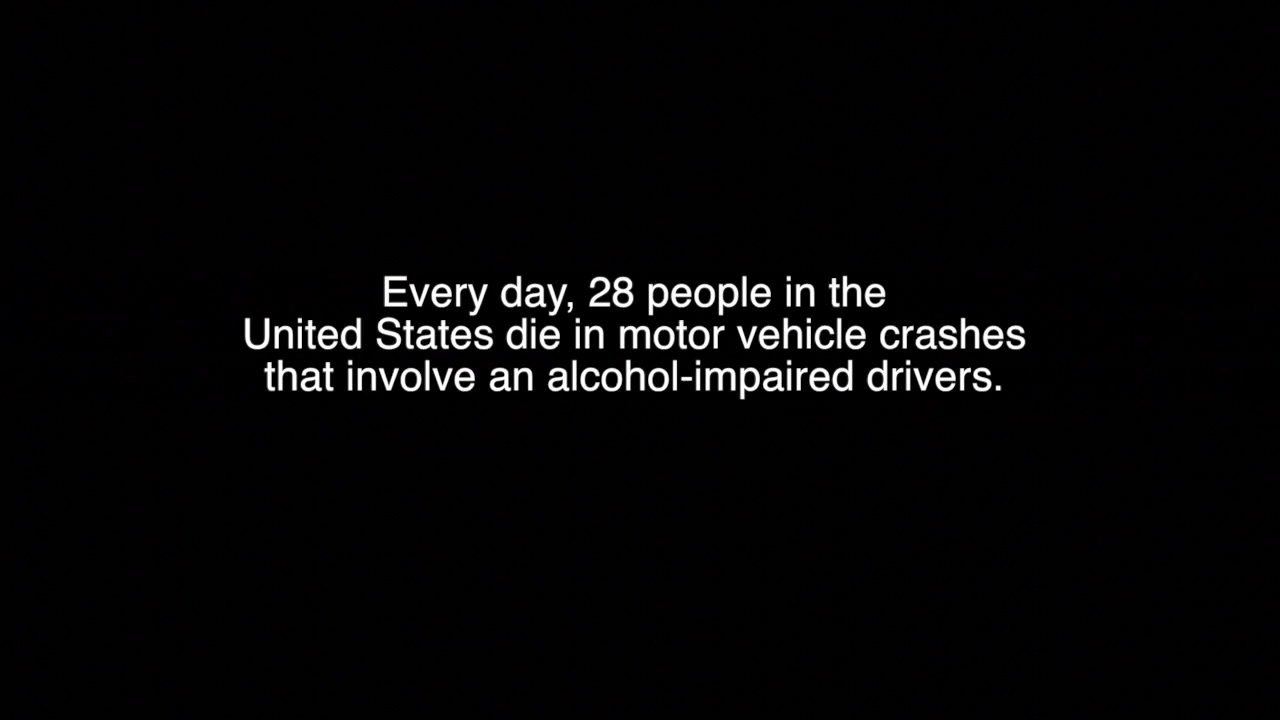 Every day, 28 people in the
United States die in motor vehicle crashes
that involve an alcohol-impaired drivers.